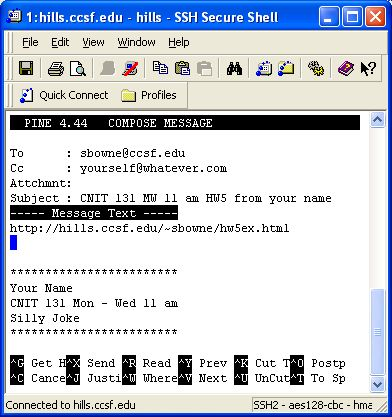 1:hills.ccsf.edu - hills - SSH Secure Shell
File Edit View Window Help
Quick Connect Profiles
PINE 4.44 COMPOSE MESSAGE
To : sbowne@ccsf.edu
Cc : yourself@whatever.com
Attchmnt:
Subject : CNIT 131 MW 11 am HW5 from your name
----- Message Text -----
http://hills.ccsf.edu/~sbowne/hw5ex.html
************************
Your Name
CNIT 131 Mon - Wed 11 am
Silly Joke
************************
^G Get H^X Send ^R Read ^Y Prev ^K Cut T^O Postp
^C Cance^J Justi^W Where^V Next ^U UnCut^T To Sp
Connected to hills.ccsf.edu SSH2 - aes128-cbc - hma